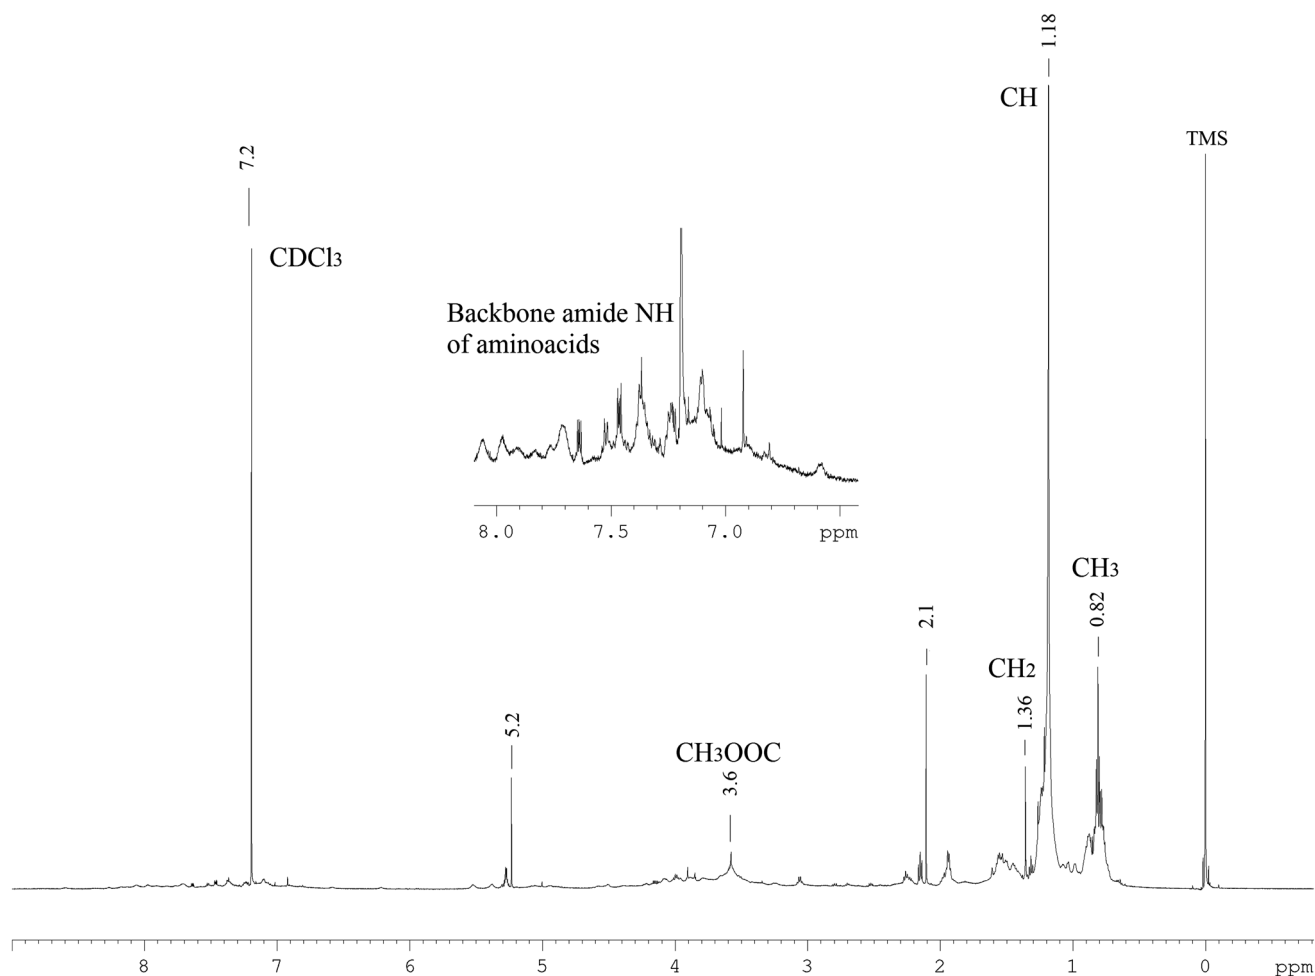 1.18
CH
TMS
7.2
CDCl3
Backbone amide NH
of aminoacids
8.0 7.5 7.0 ppm
CH3
0.82
2.1
CH2
1.36
5.2
CH3OOC
3.6
8 7 6 5 4 3 2 1 0 ppm